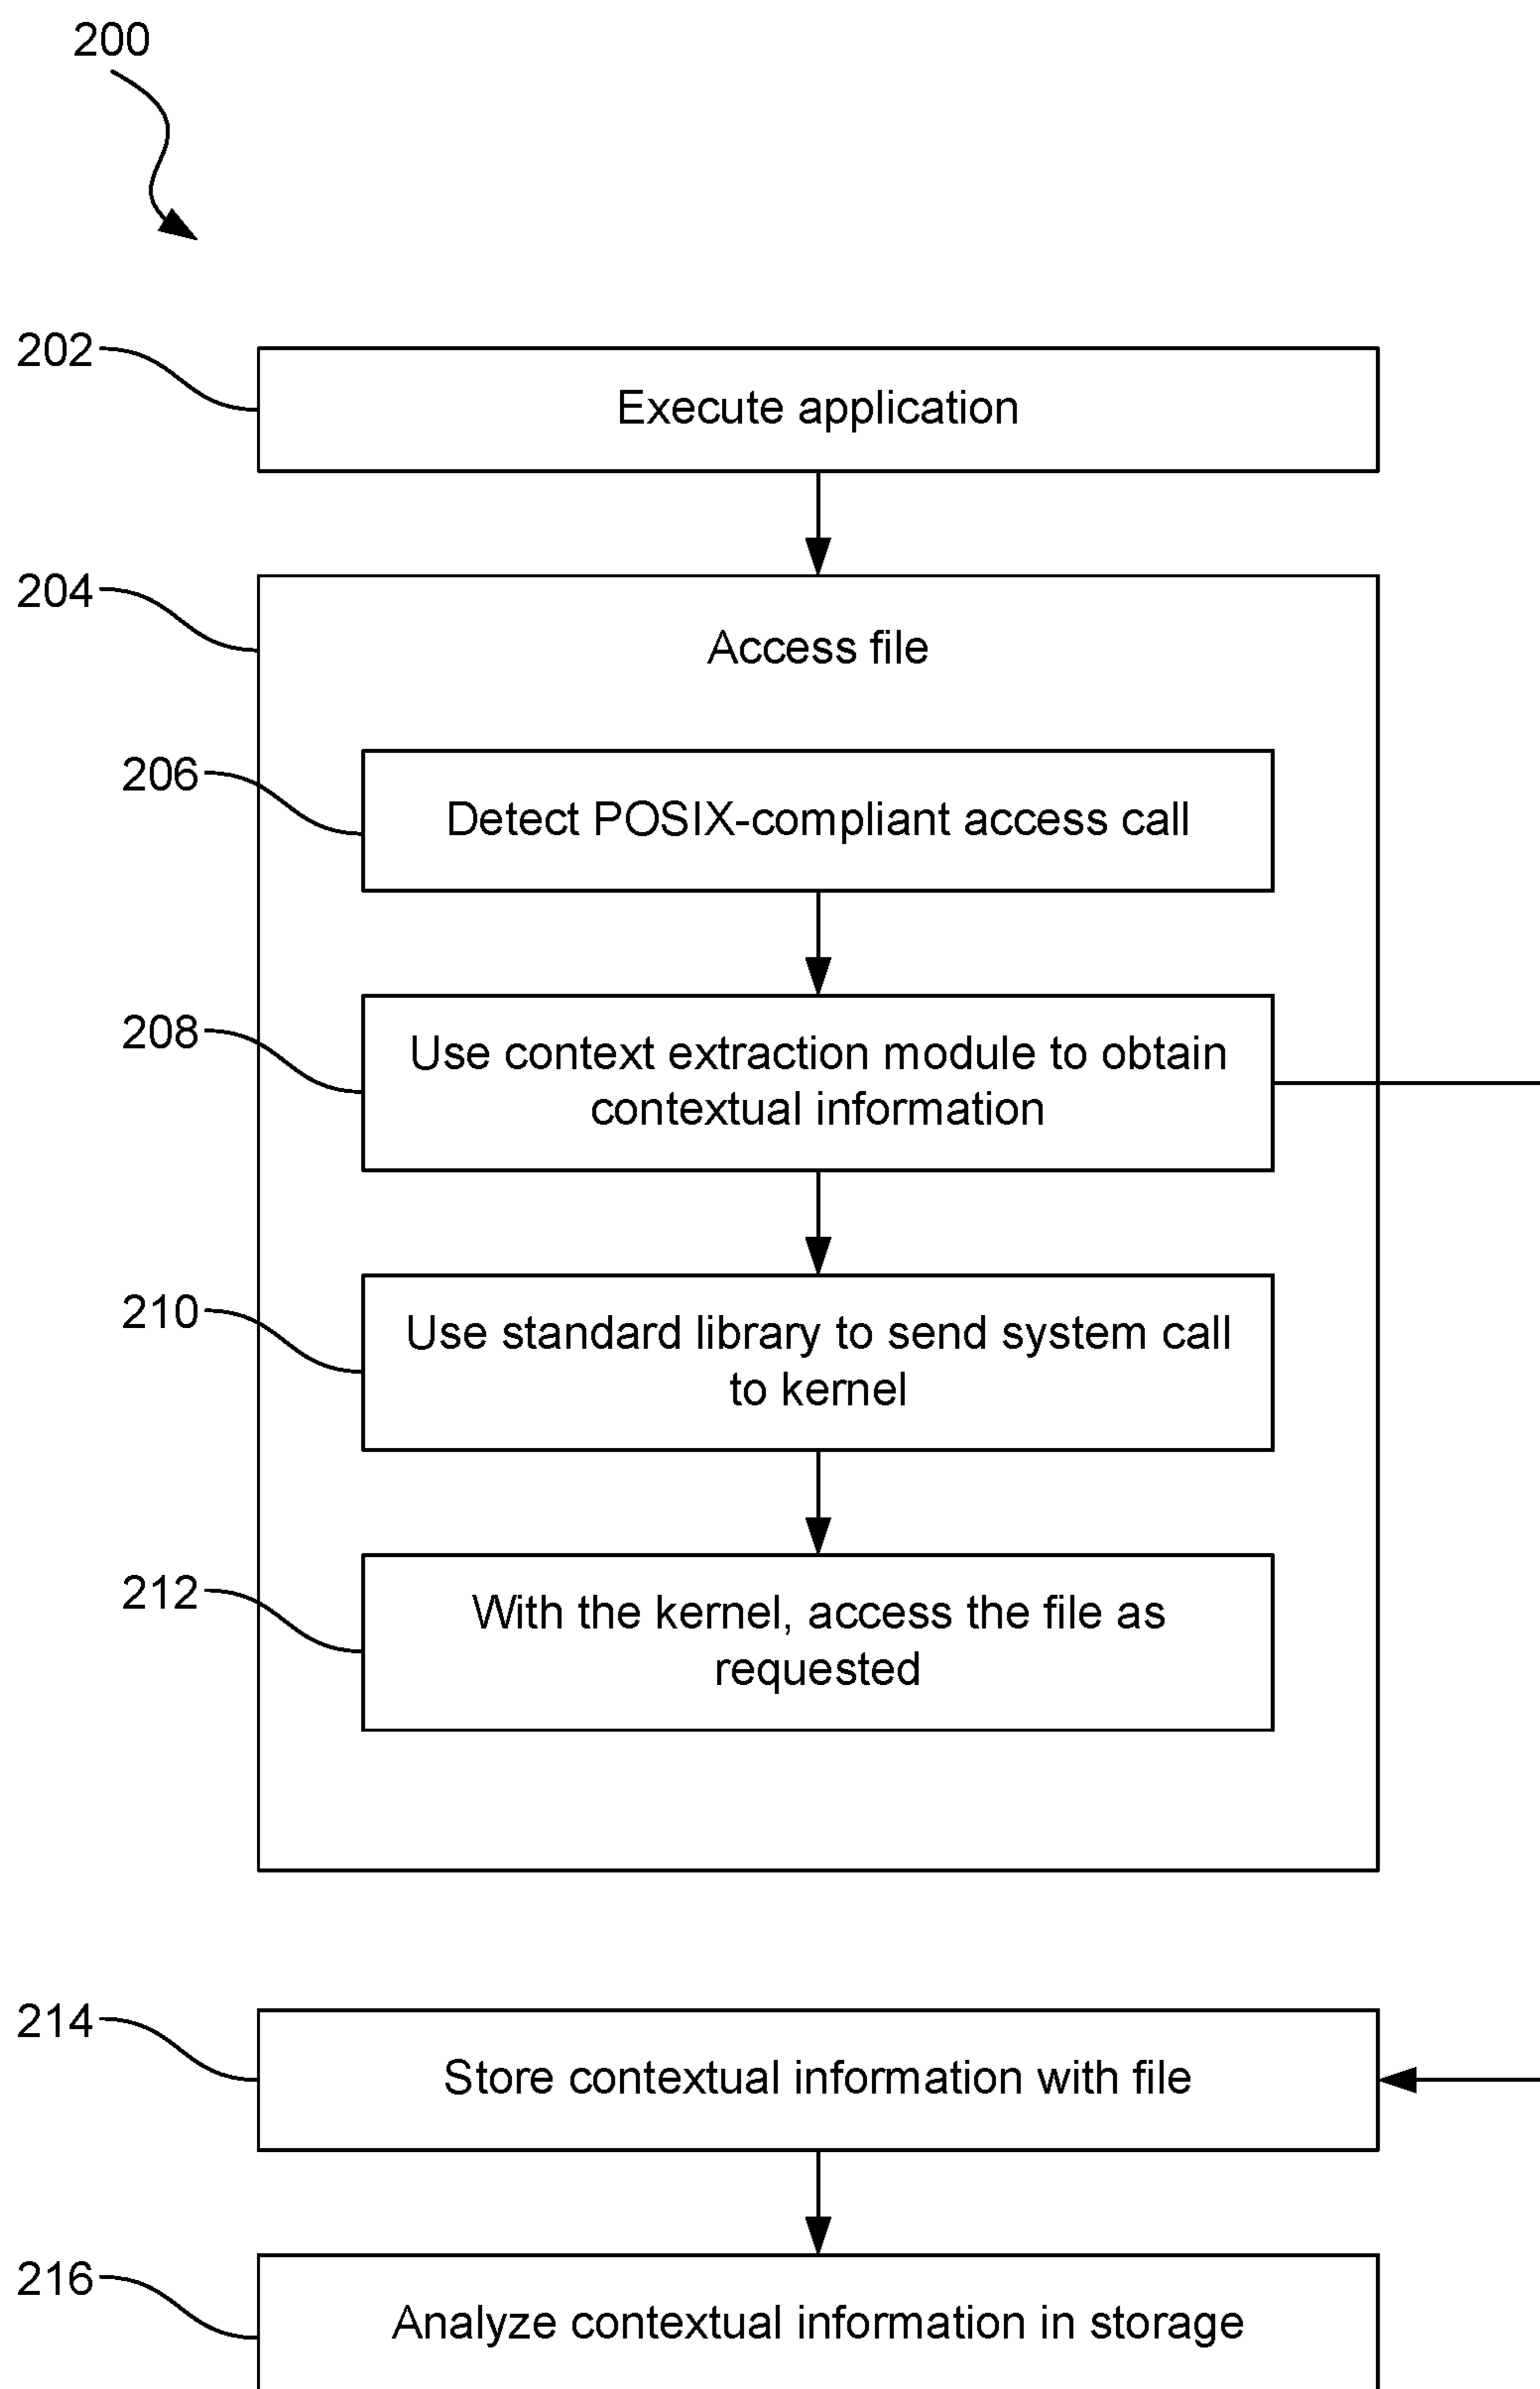 200
202
Execute application
204
Access file
206
Detect POSIX-compliant access call
208
Use context extraction module to obtain
contextual information
210
Use standard library to send system call
to kernel
212
With the kernel, access the file as
requested
214
Store contextual information with file
216
Analyze contextual information in storage